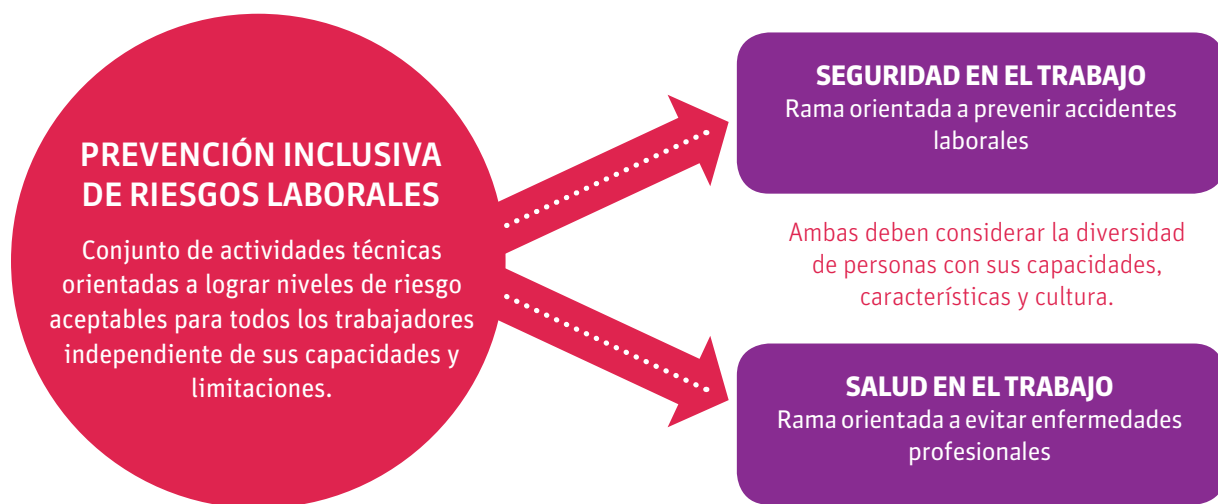 PREVENCIÓN INCLUSIVA
DE RIESGOS LABORALES
Conjunto de actividades técnicas
orientadas a lograr niveles de riesgo
aceptables para todos los trabajadores
independiente de sus capacidades y
limitaciones.
SEGURIDAD EN EL TRABAJO
Rama orientada a prevenir accidentes
laborales
Ambas deben considerar la diversidad
de personas con sus capacidades,
características y cultura.
SALUD EN EL TRABAJO
Rama orientada a evitar enfermedades
profesionales